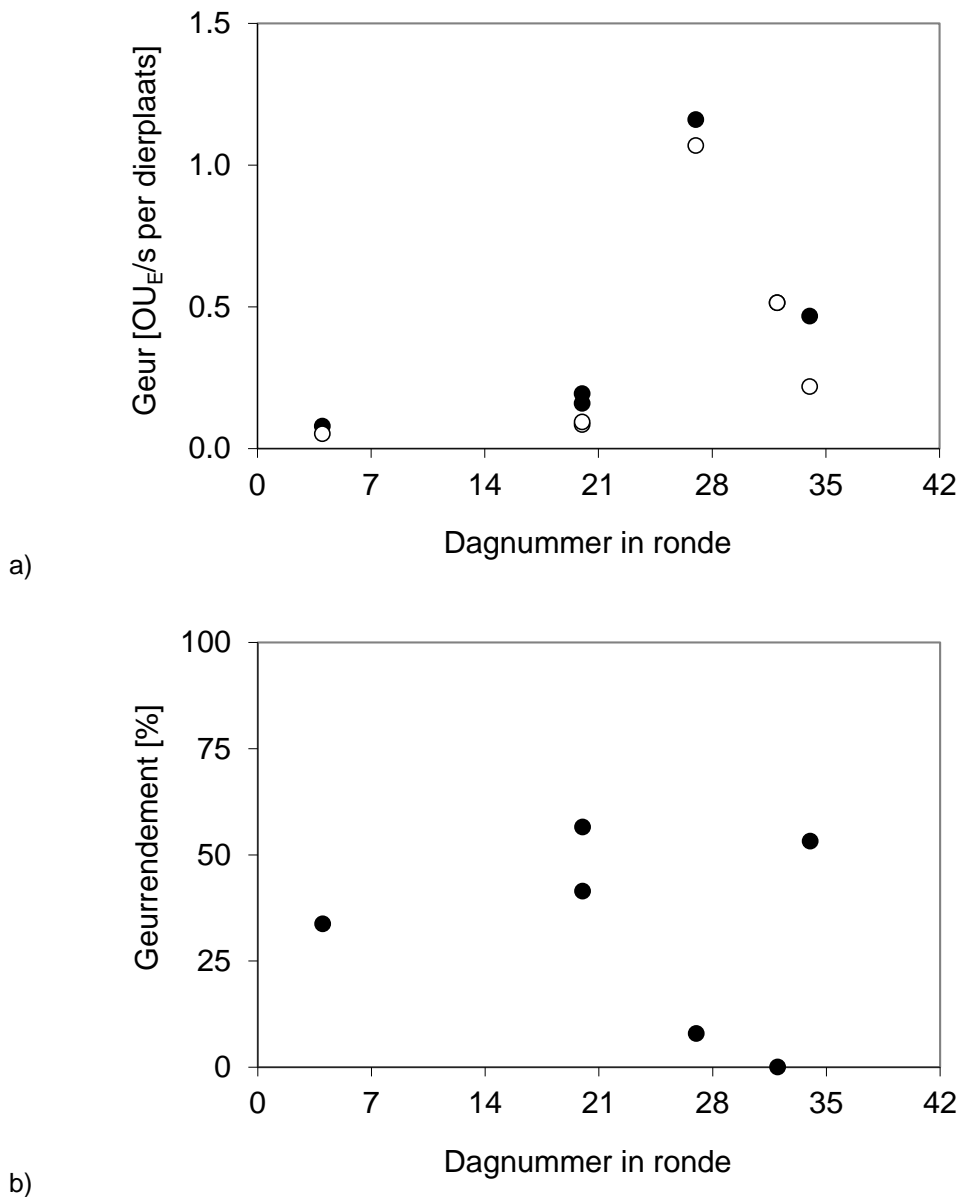 1.5
1.0
0.5
0.0
Geur [OU_E/s per dierplaats]
0 7 14 21 28 35 42
Dagnummer in ronde
a)
100
75
50
25
0
Geurrendement [%]
0 7 14 21 28 35 42
Dagnummer in ronde
b)